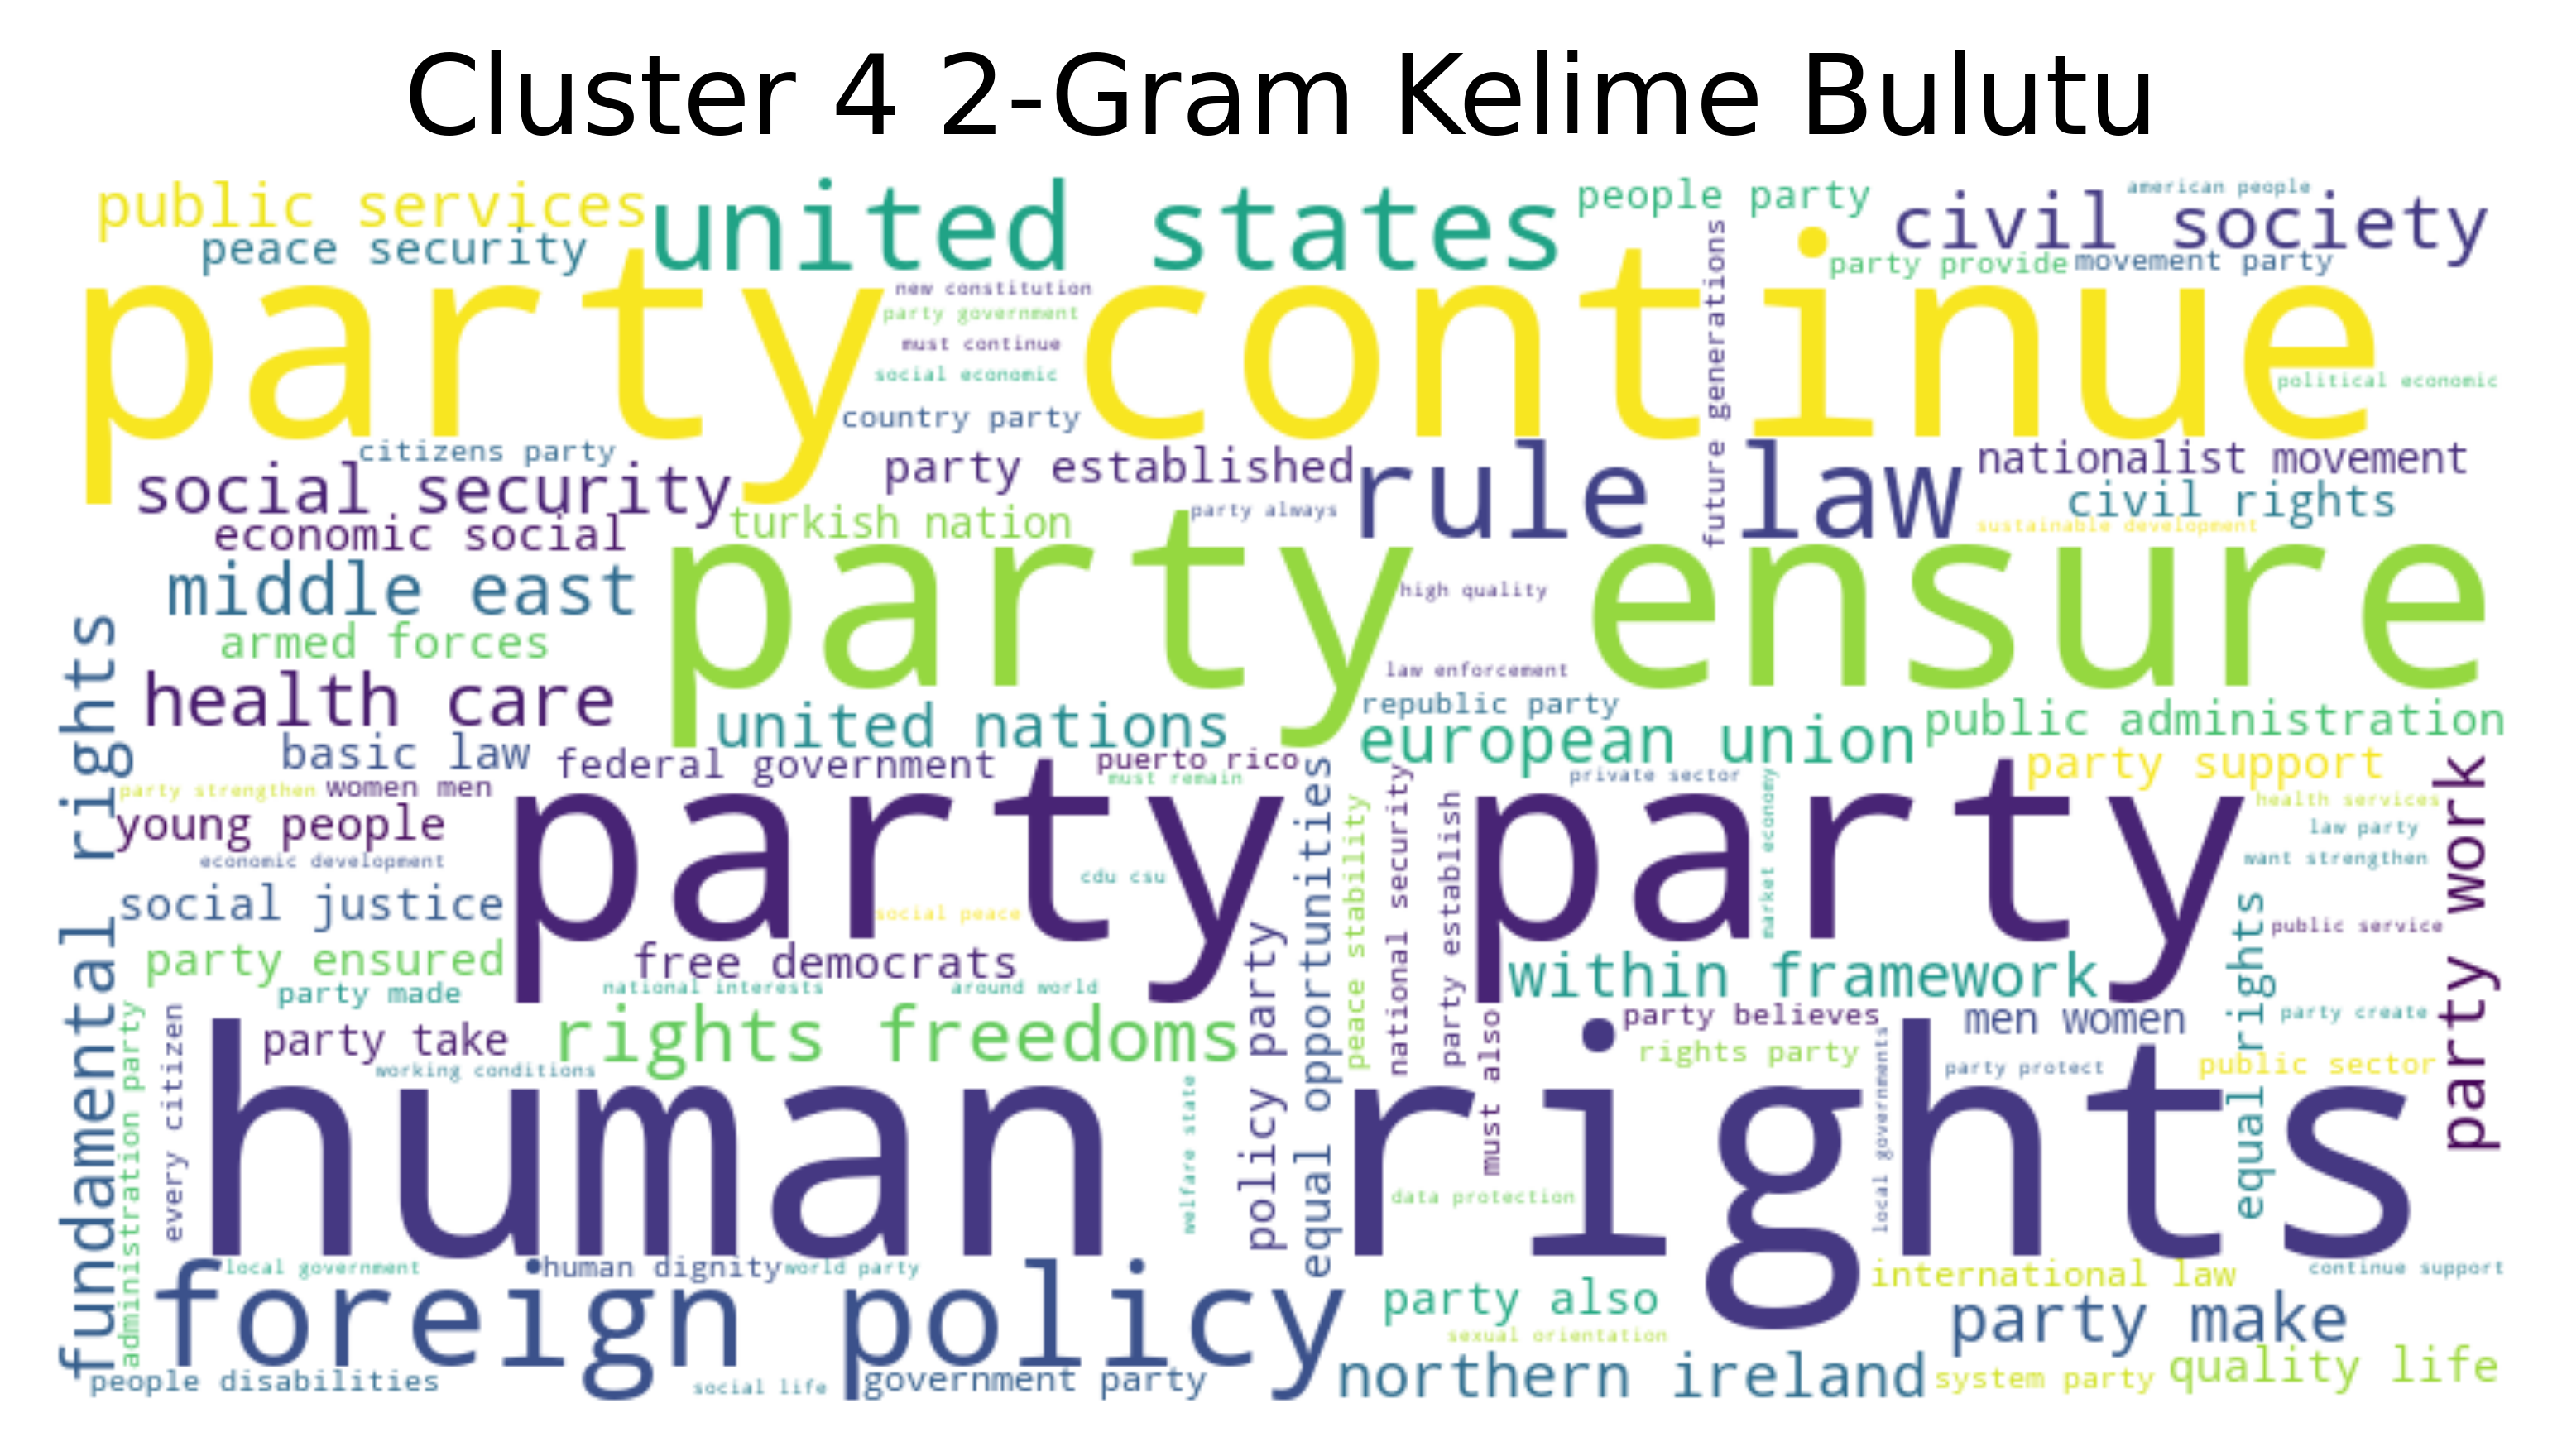 Cluster 4 2-Gram Kelime Bulutu
public services
united states
people party
american people
civil society
peace security
party provide
movement party
party continue
new constitution
party government
must continue
social economic
country party
future generations
political economic
citizens party
social security
party established
rule law
nationalist movement
civil rights
economic social
turkish nation
party always
sustainable development
party ensure
middle east
high quality
armed forces
law enforcement
health care
republic party
united nations
european union
public administration
fundamental rights
basic law
federal government
puerto rico
must remain
private sector
party support
party strengthen
women men
health services
young people
party party
law party
economic development
want strengthen
cdu csu
social justice
social peace
public service
party work
equal opportunities
peace stability
national security
party establish
market economy
party ensured
free democrats
policy party
within framework
equal rights
party made
national interests
around world
party take
rights freedoms
party believes
men women
party create
rights party
working conditions
party protect
public sector
administration party
every citizen
human rights
welfare state
must also
local governments
data protection
local government
human dignity
world party
international law
continue support
foreign policy
party also
party make
sexual orientation
people disabilities
social life
government party
northern ireland
system party
quality life